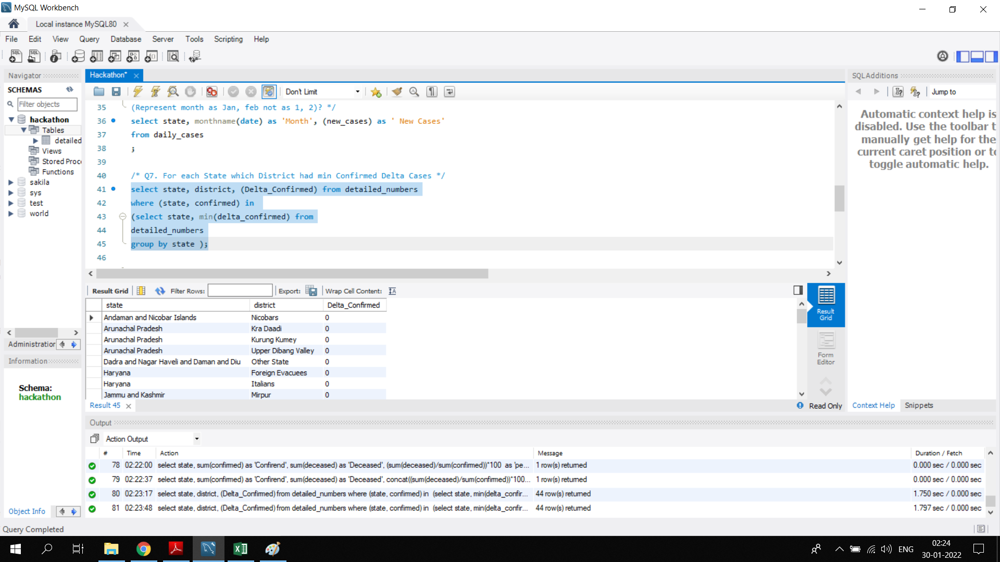 MySQL Workbench
Local instance MySQL80
File Edit View Query Database Server Tools Scripting Help
Navigator
SCHEMAS
Filter objects
hackathon
Tables
detailed
Views
Stored Proc
Functions
sakila
sys
test
world
Administration
Information
Schema:
hackathon
Object Info
Query Completed
Hackathon*
Don't Limit
35 (Represent month as Jan, feb not as 1, 2)? */
36 select state, monthname(date) as 'Month', (new_cases) as ' New Cases'
37 from daily_cases
38 ;
39
40 /* Q7. For each State which District had min Confirmed Delta Cases */
41 select state, district, (Delta_Confirmed) from detailed_numbers
42 where (state, confirmed) in
43 (select state, min(delta_confirmed) from
44 detailed_numbers
45 group by state );
46
Result Grid Filter Rows: Export: Wrap Cell Content:
state district Delta_Confirmed
Andaman and Nicobar Islands Nicobars 0
Arunachal Pradesh Kra Daadi 0
Arunachal Pradesh Kurung Kumey 0
Arunachal Pradesh Upper Dibang Valley 0
Dadra and Nagar Haveli and Daman and Diu Other State 0
Haryana Foreign Evacuees 0
Haryana Italians 0
Jammu and Kashmir Mirpur 0
Result
Grid
Form
Editor
Result 45
Read Only
Output
Action Output
# Time Action Message Duration / Fetch
78 02:22:00 select state, sum(confirmed) as 'Confirend', sum(deceased) as 'Deceased', (sum(deceased)/sum(confirmed))*100 as 'pe... 1 row(s) returned 0.000 sec / 0.000 sec
79 02:22:37 select state, sum(confirmed) as 'Confirend', sum(deceased) as 'Deceased', concat((sum(deceased)/sum(confirmed))*100... 1 row(s) returned 0.000 sec / 0.000 sec
80 02:23:17 select state, district, (Delta_Confirmed) from detailed_numbers where (state, confirmed) in (select state, min(delta_confir... 44 row(s) returned 1.750 sec / 0.000 sec
81 02:23:48 select state, district, (Delta_Confirmed) from detailed_numbers where (state, confirmed) in (select state, min(delta_confir... 44 row(s) returned 1.797 sec / 0.000 sec
SQLAdditions
Jump to
Automatic context help is
disabled. Use the toolbar t
manually get help for the
current caret position or to
toggle automatic help.
Context Help Snippets
ENG
02:24
30-01-2022